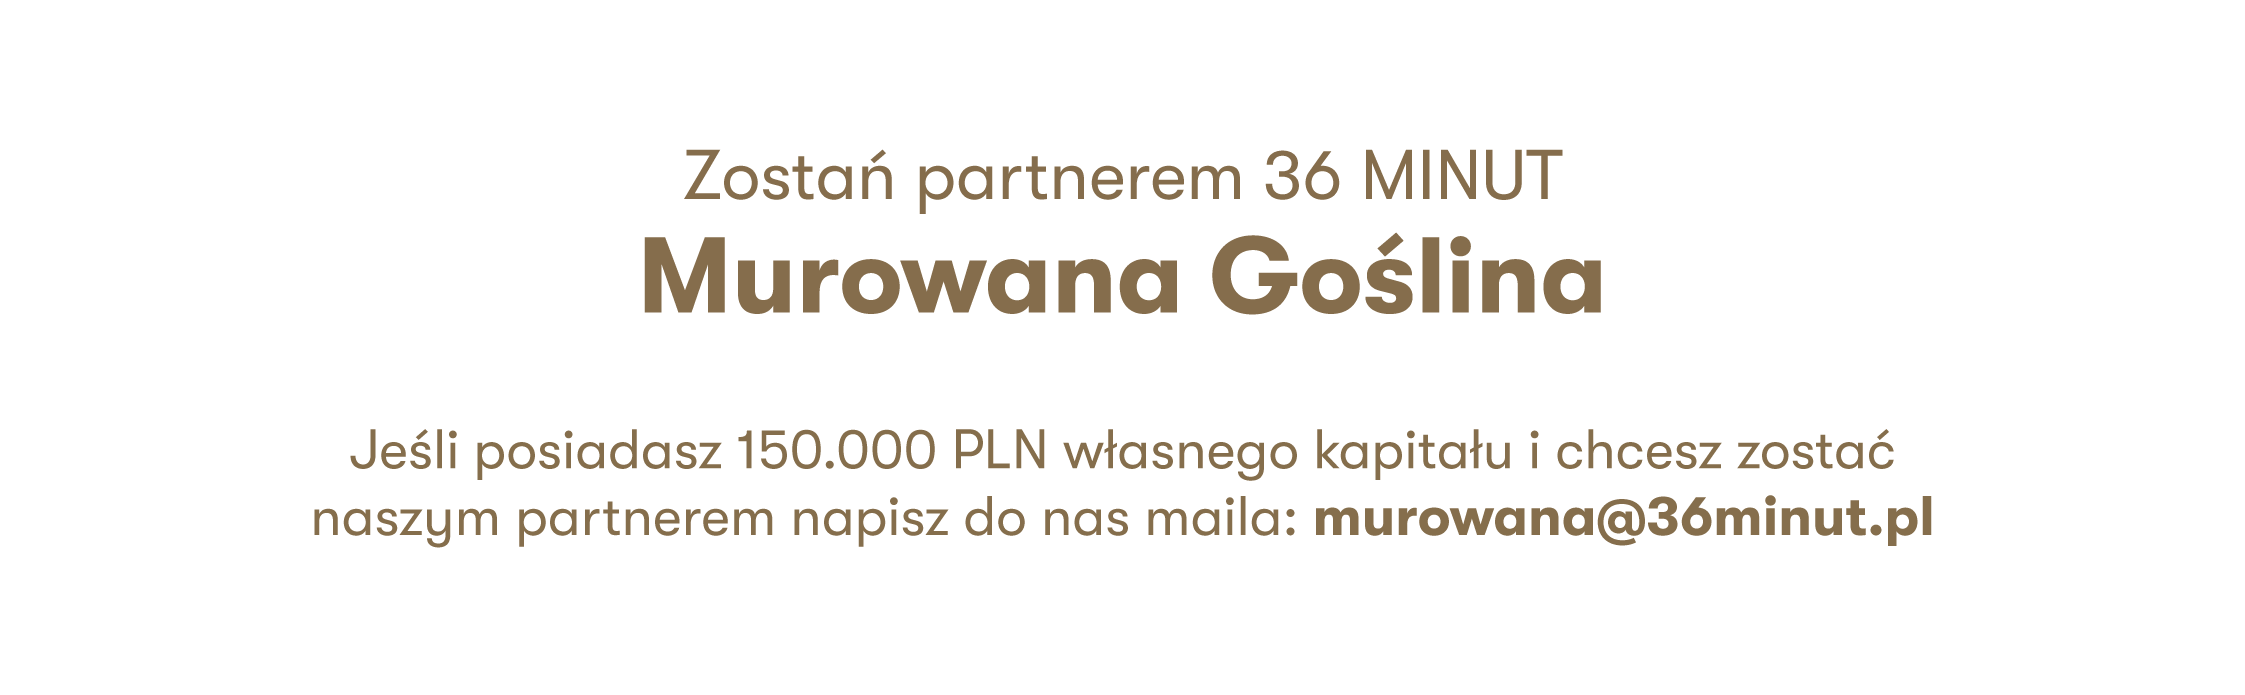 Zostań partnerem 36 MINUT
Murowana Goślina
Jeśli posiadasz 150.000 PLN własnego kapitału i chcesz zostać
naszym partnerem napisz do nas maila: murowana@36minut.pl